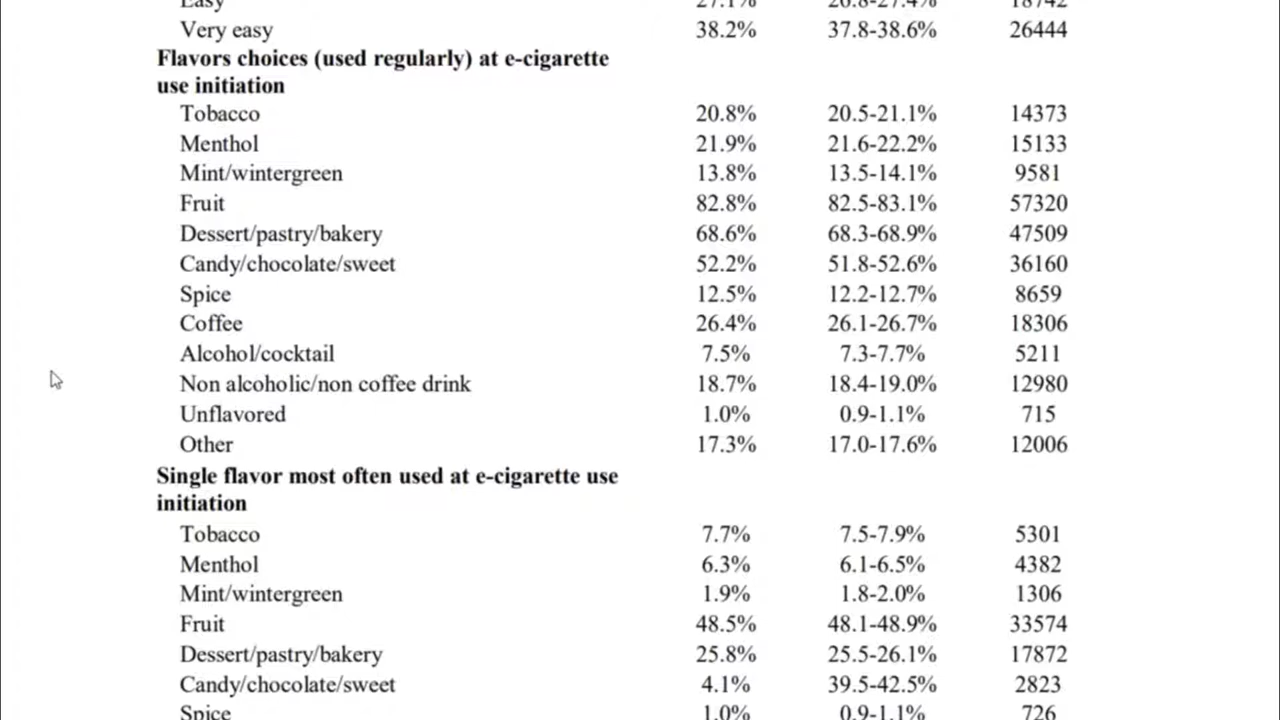 Easy 27.1% 26.8-27.4% 18742
Very easy 38.2% 37.8-38.6% 26444
Flavors choices (used regularly) at e-cigarette
use initiation
Tobacco 20.8% 20.5-21.1% 14373
Menthol 21.9% 21.6-22.2% 15133
Mint/wintergreen 13.8% 13.5-14.1% 9581
Fruit 82.8% 82.5-83.1% 57320
Dessert/pastry/bakery 68.6% 68.3-68.9% 47509
Candy/chocolate/sweet 52.2% 51.8-52.6% 36160
Spice 12.5% 12.2-12.7% 8659
Coffee 26.4% 26.1-26.7% 18306
Alcohol/cocktail 7.5% 7.3-7.7% 5211
Non alcoholic/non coffee drink 18.7% 18.4-19.0% 12980
Unflavored 1.0% 0.9-1.1% 715
Other 17.3% 17.0-17.6% 12006
Single flavor most often used at e-cigarette use
initiation
Tobacco 7.7% 7.5-7.9% 5301
Menthol 6.3% 6.1-6.5% 4382
Mint/wintergreen 1.9% 1.8-2.0% 1306
Fruit 48.5% 48.1-48.9% 33574
Dessert/pastry/bakery 25.8% 25.5-26.1% 17872
Candy/chocolate/sweet 4.1% 39.5-42.5% 2823
Spice 1.0% 0.9-1.1% 726